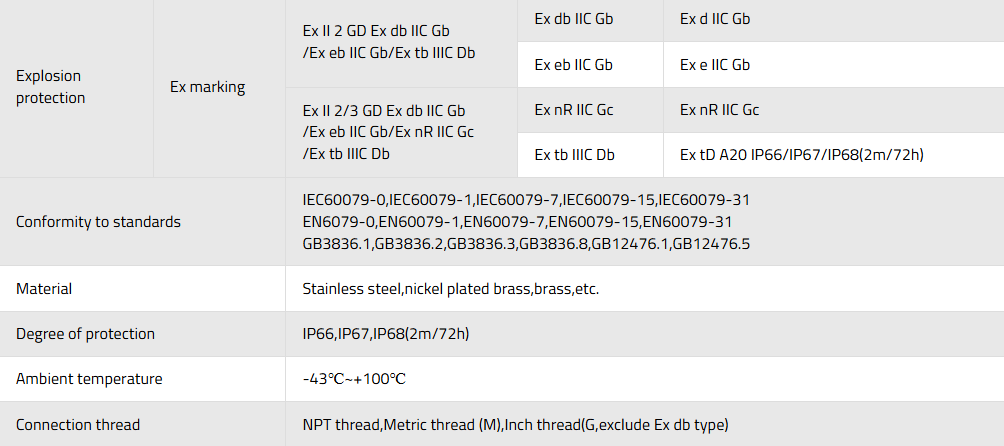 Explosion
protection
Ex marking
Ex II 2 GD Ex db IIC Gb
/Ex eb IIC Gb/Ex tb IIIC Db
Ex db IIC Gb
Ex d IIC Gb
Ex eb IIC Gb
Ex e IIC Gb
Ex II 2/3 GD Ex db IIC Gb
/Ex eb IIC Gb/Ex nR IIC Gc
/Ex tb IIIC Db
Ex nR IIC Gc
Ex nR IIC Gc
Ex tb IIIC Db
Ex tD A20 IP66/IP67/IP68(2m/72h)
Conformity to standards
IEC60079-0,IEC60079-1,IEC60079-7,IEC60079-15,IEC60079-31
EN6079-0,EN60079-1,EN60079-7,EN60079-15,EN60079-31
GB3836.1,GB3836.2,GB3836.3,GB3836.8,GB12476.1,GB12476.5
Material
Stainless steel,nickel plated brass,brass,etc.
Degree of protection
IP66,IP67,IP68(2m/72h)
Ambient temperature
-43℃~+100℃
Connection thread
NPT thread,Metric thread (M),Inch thread(G,exclude Ex db type)